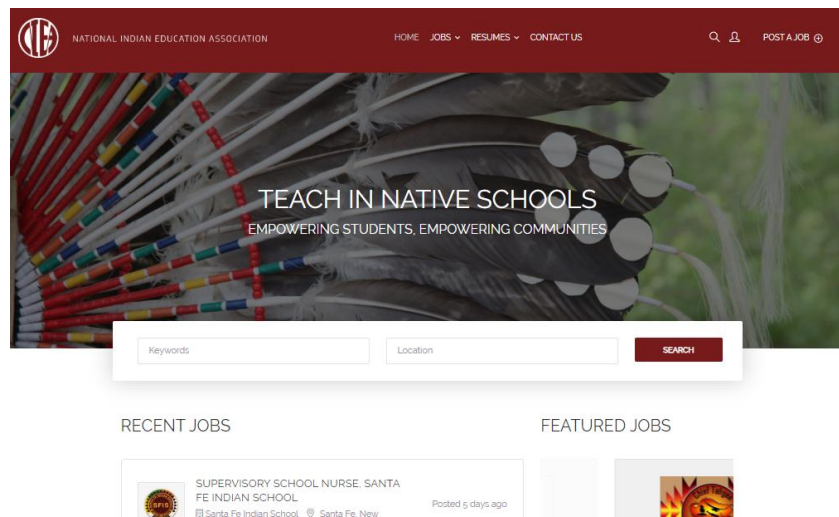 NATIONAL INDIAN EDUCATION ASSOCIATION
HOME JOBS RESUMES CONTACT US
POST A JOB
TEACH IN NATIVE SCHOOLS
EMPOWERING STUDENTS, EMPOWERING COMMUNITIES
Keywords
Location
SEARCH
RECENT JOBS
FEATURED JOBS
SUPERVISORY SCHOOL NURSE, SANTA
FE INDIAN SCHOOL
Santa Fe Indian School Santa Fe, New
Posted 5 days ago
SFIS